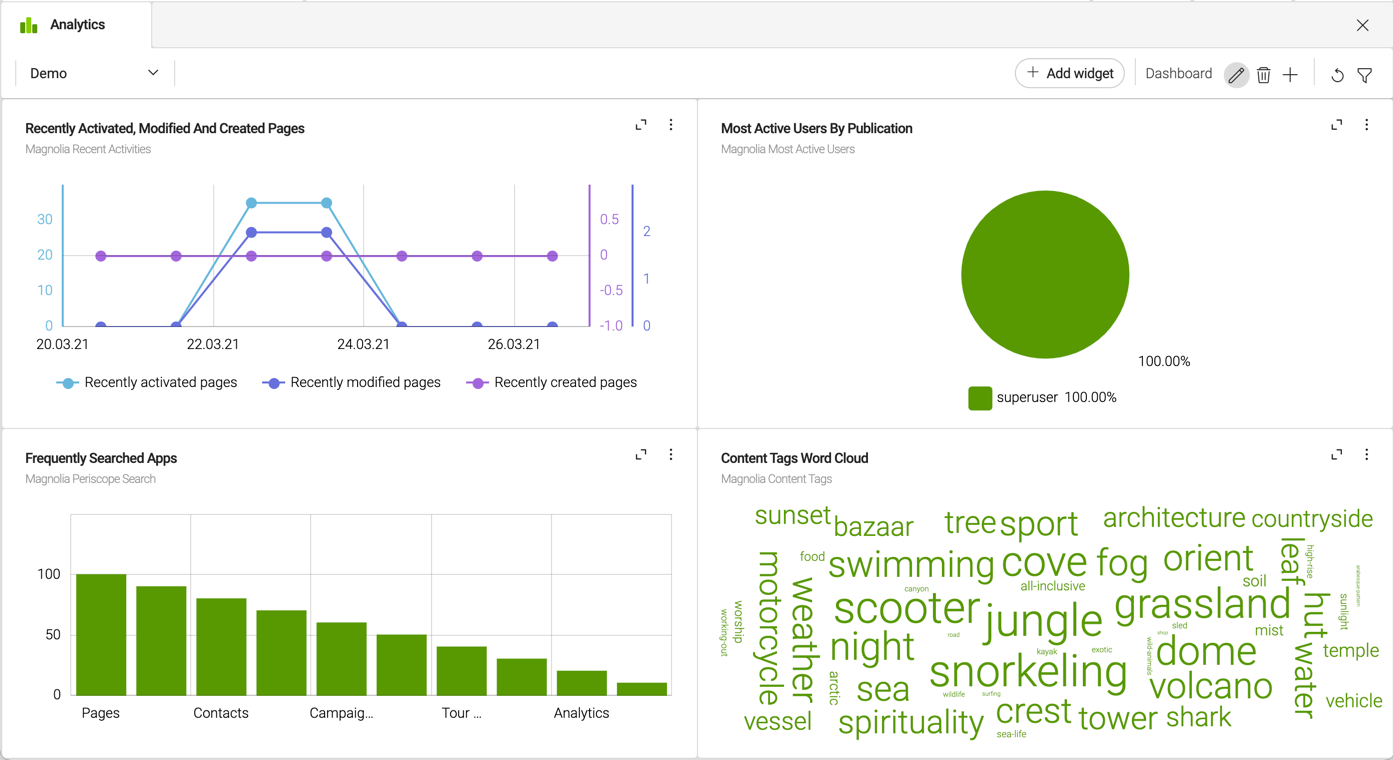 Analytics
Demo
Add widget
Dashboard
Recently Activated, Modified And Created Pages
Magnolia Recent Activities
30
20
10
0
0.5
0
-0.5
-1.0
2
1
0
20.03.21 22.03.21 24.03.21 26.03.21
Recently activated pages Recently modified pages Recently created pages
Most Active Users By Publication
Magnolia Most Active Users
100.00%
superuser 100.00%
Frequently Searched Apps
Magnolia Periscope Search
100
50
0
Pages Contacts Campaig... Tour ... Analytics
Content Tags Word Cloud
Magnolia Content Tags
sunset
bazaar
tree
sport
architecture
countryside
food
swimming
cove
fog
orient
leaf
high-rise
motorcycle
weather
canyon
all-inclusive
soil
scooter
jungle
grassland
hut
sunlight
working-out
worship
night
road
sled
ship
mist
temple
snorkeling
kayak
exotic
wild-animals
dome
water
arctic
sea
wildlife
surfing
volcano
vehicle
vessel
spirituality
crest
tower
shark
sea-life